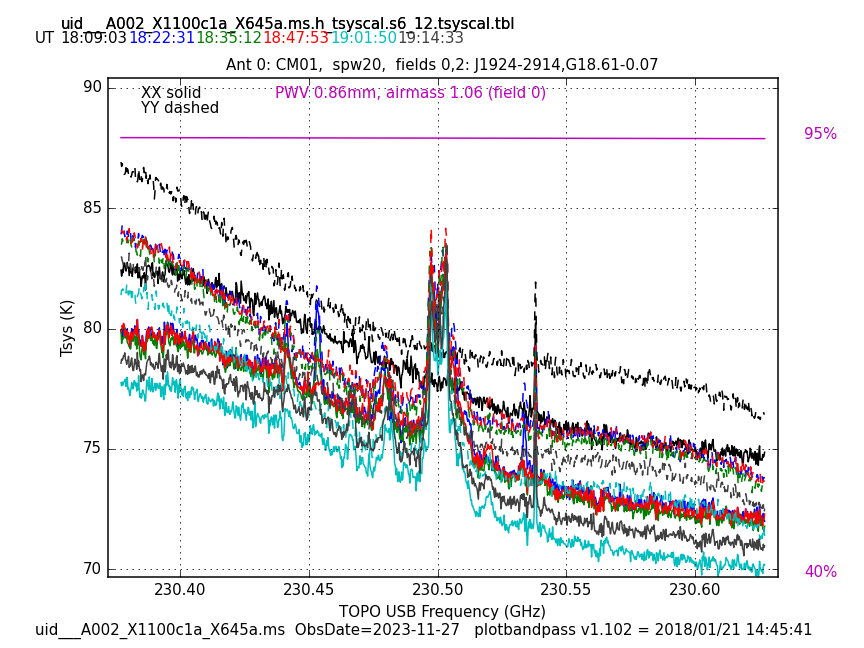 uid___A002_X1100c1a_X645a.ms.h_tsyscal.s6_12.tsyscal.tbl
UT 18:09:03 18:22:31 18:35:12 18:47:53 19:01:50 19:14:33
Ant 0: CM01,  spw20,  fields 0,2: J1924-2914,G18.61-0.07
XX solid
YY dashed
PWV 0.86mm, airmass 1.06 (field 0)
95%
40%
90
85
80
75
70
Tsys (K)
230.40 230.45 230.50 230.55 230.60
TOPO USB Frequency (GHz)
uid___A002_X1100c1a_X645a.ms  ObsDate=2023-11-27   plotbandpass v1.102 = 2018/01/21 14:45:41